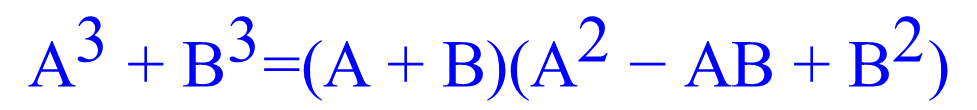 A³ + B³=(A + B)(A² − AB + B²)